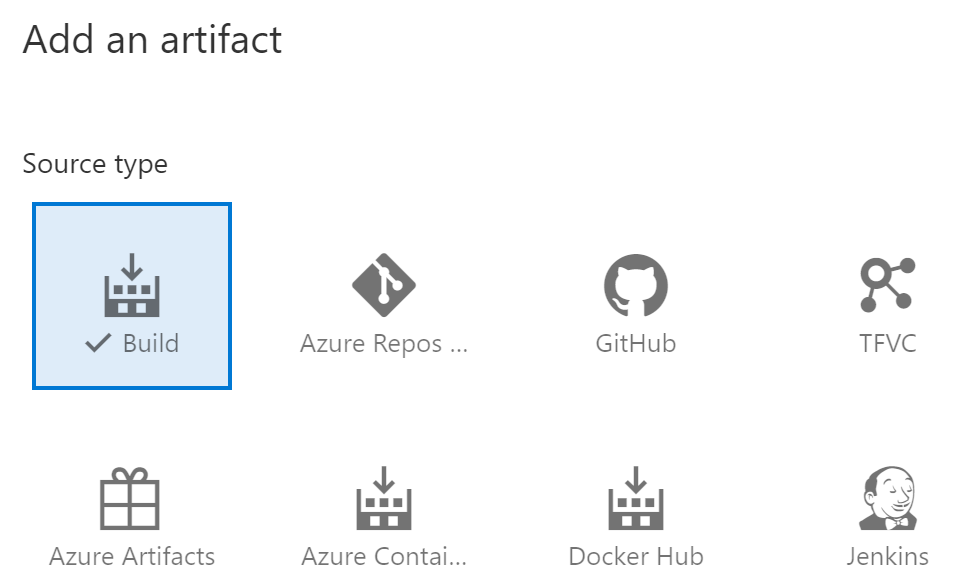 Add an artifact
Source type
Build
Azure Repos ...
GitHub
TFVC
Azure Artifacts
Azure Contai...
Docker Hub
Jenkins